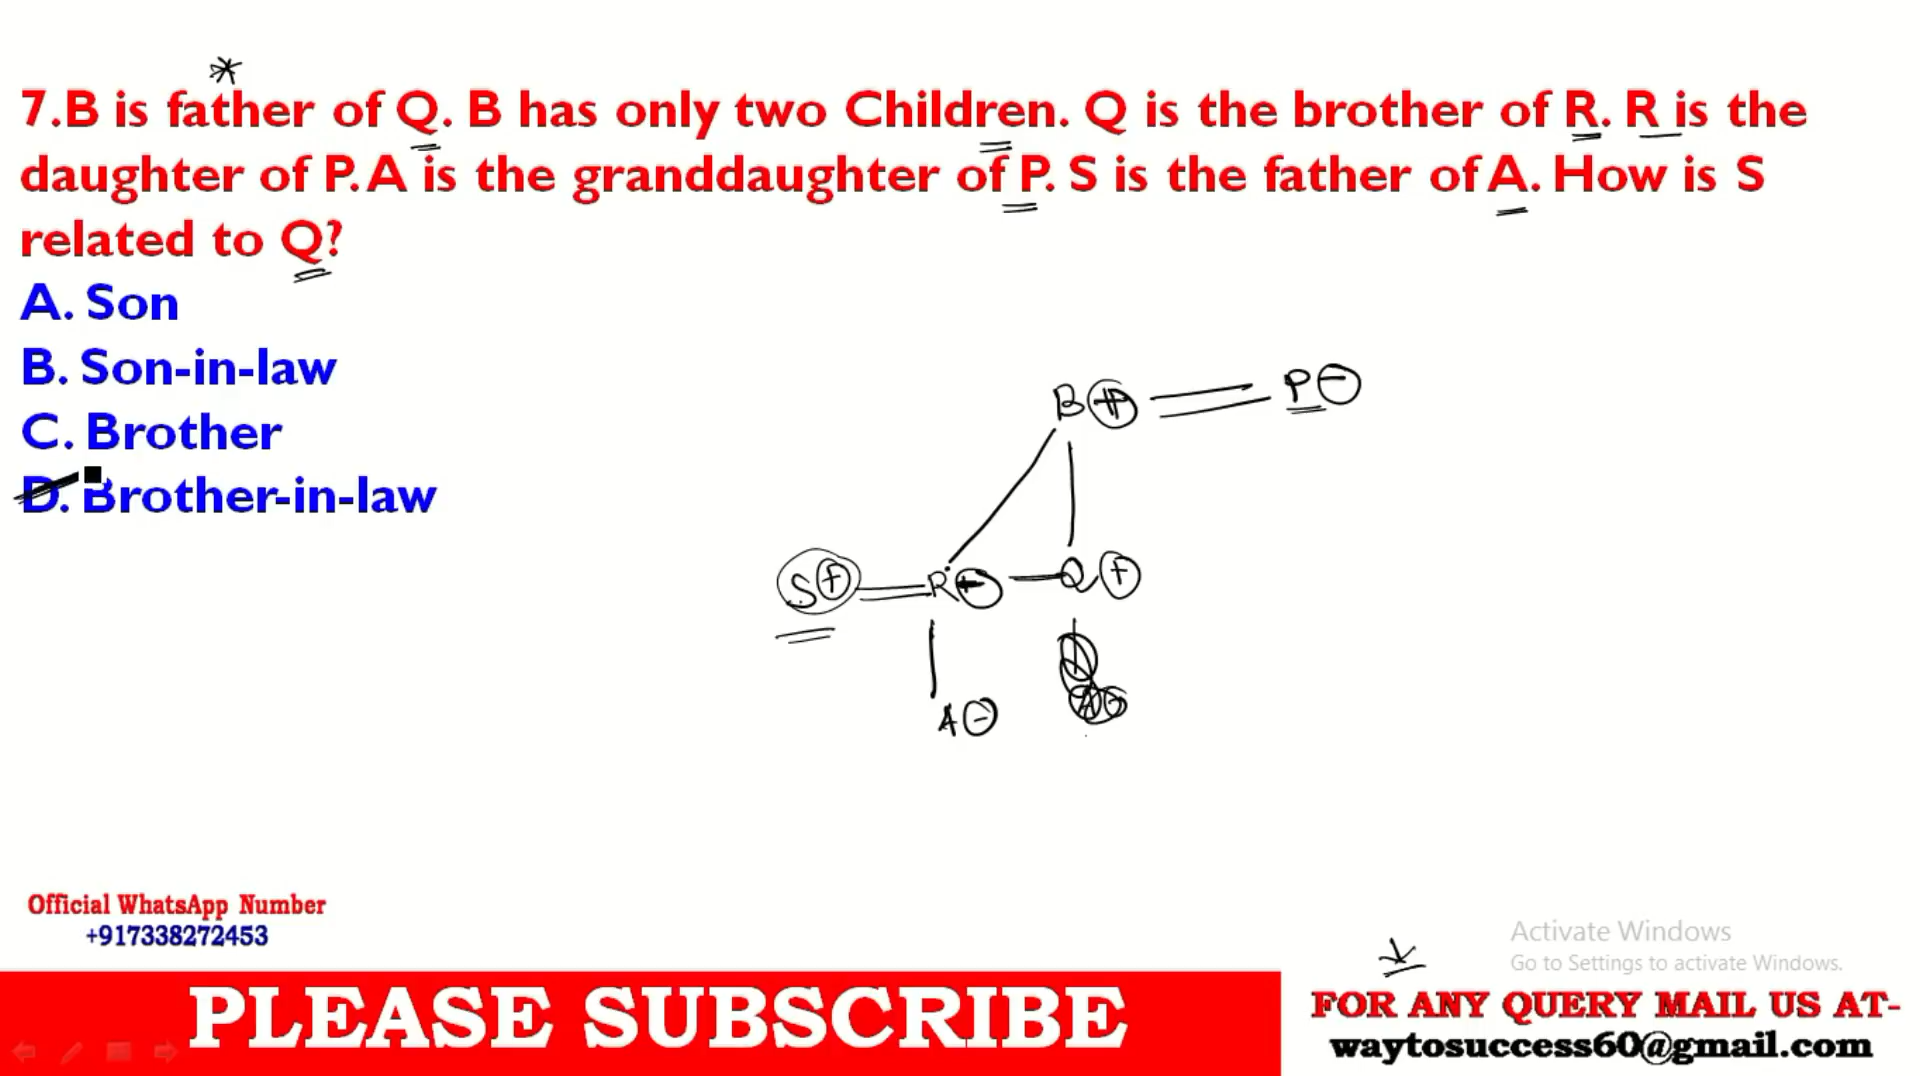 7.B is father of Q. B has only two Children. Q is the brother of R. R is the
daughter of P. A is the granddaughter of P. S is the father of A. How is S
related to Q?
A. Son
B. Son-in-law
C. Brother
D. Brother-in-law
B + P -
S + R - Q +
A -
Official WhatsApp Number
+917338272453
Activate Windows
Go to Settings to activate Windows.
PLEASE SUBSCRIBE
FOR ANY QUERY MAIL US AT-
waytosuccess60@gmail.com